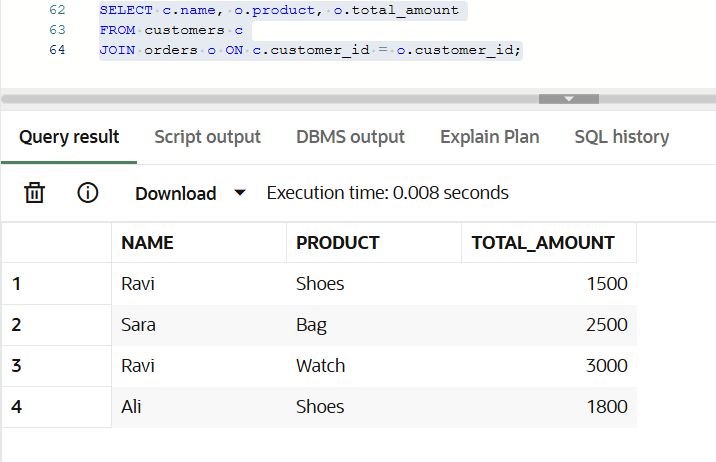 62 SELECT c.name, o.product, o.total_amount
63 FROM customers c
64 JOIN orders o ON c.customer_id = o.customer_id;
Query result Script output DBMS output Explain Plan SQL history
Download Execution time: 0.008 seconds
NAME PRODUCT TOTAL_AMOUNT
1 Ravi Shoes 1500
2 Sara Bag 2500
3 Ravi Watch 3000
4 Ali Shoes 1800